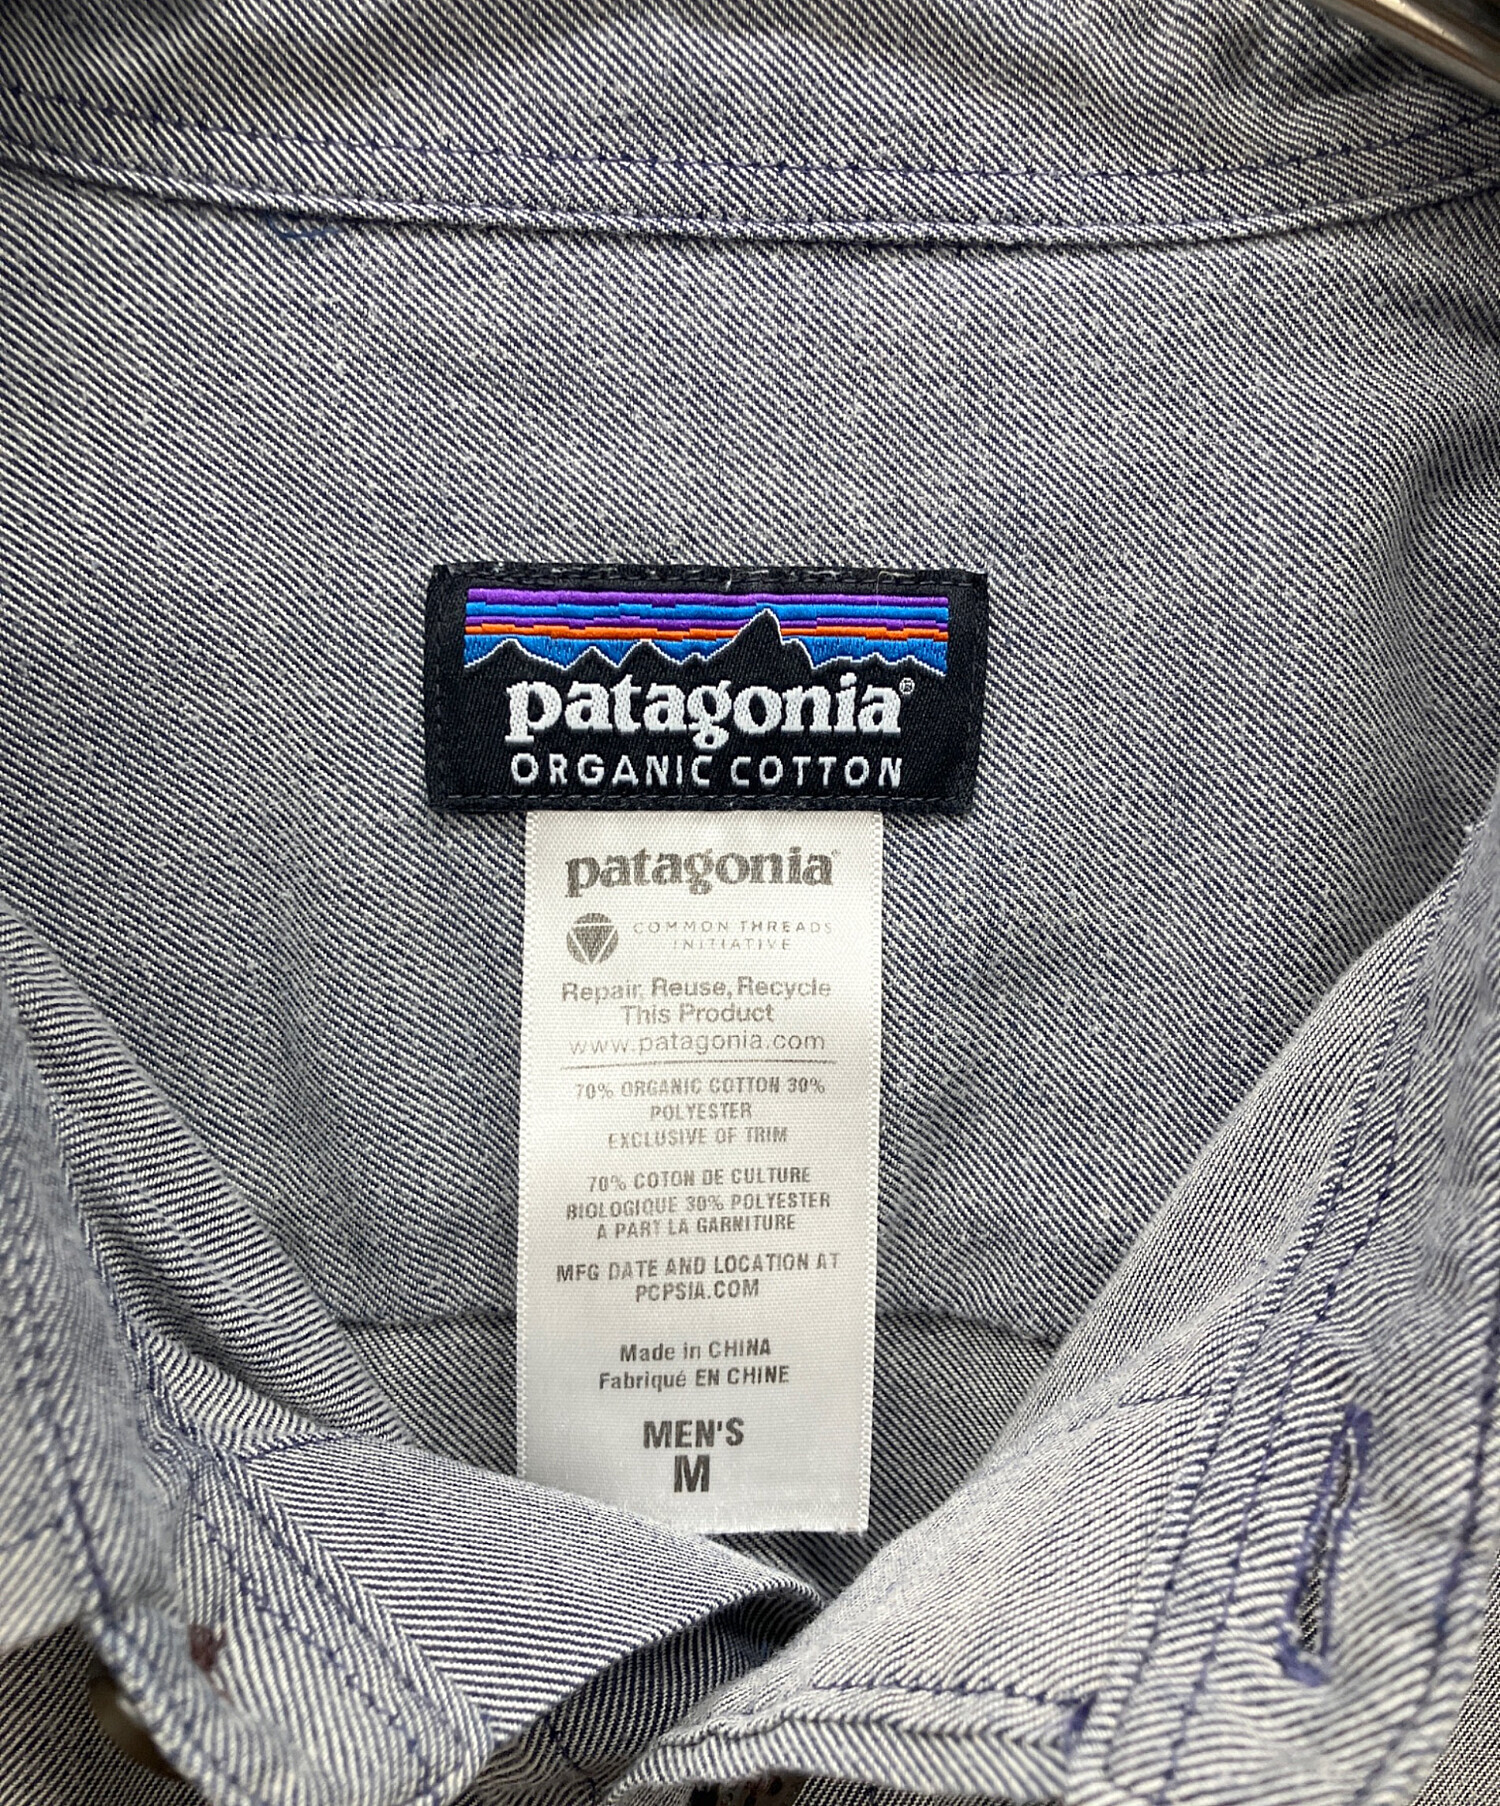 patagonia®
ORGANIC COTTON
patagonia
COMMON THREADS
INITIATIVE
Repair, Reuse, Recycle
This Product
www.patagonia.com
70% ORGANIC COTTON 30%
POLYESTER
EXCLUSIVE OF TRIM
70% COTON DE CULTURE
BIOLOGIQUE 30% POLYESTER
A PART LA GARNITURE
MFG DATE AND LOCATION AT
PCPSIA.COM
Made in CHINA
Fabriqué EN CHINE
MEN'S
M